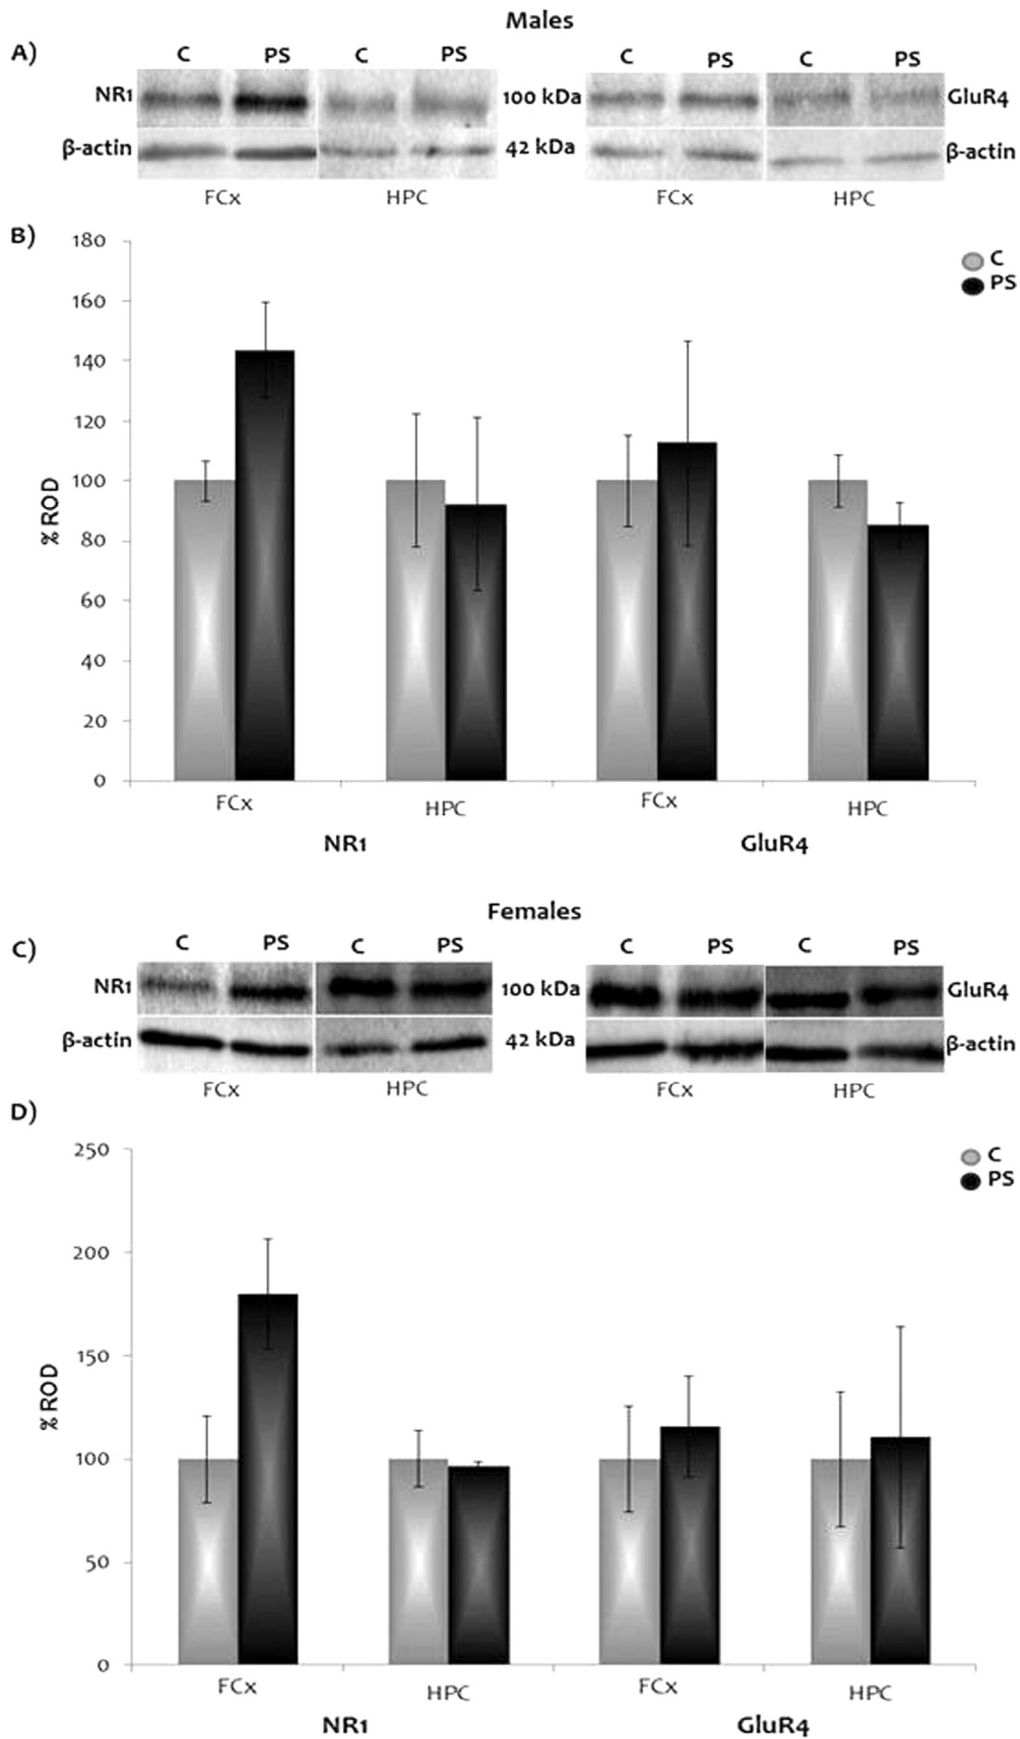 Males
A)
C PS C PS C PS C PS
NR1 100 kDa GluR4
β-actin 42 kDa β-actin
FCx HPC FCx HPC
B)
180
160
140
120
100
80
60
40
20
0
% ROD
C
PS
FCx HPC FCx HPC
NR1 GluR4
Females
C)
C PS C PS C PS C PS
NR1 100 kDa GluR4
β-actin 42 kDa β-actin
FCx HPC FCx HPC
D)
250
200
150
100
50
0
% ROD
C
PS
FCx HPC FCx HPC
NR1 GluR4